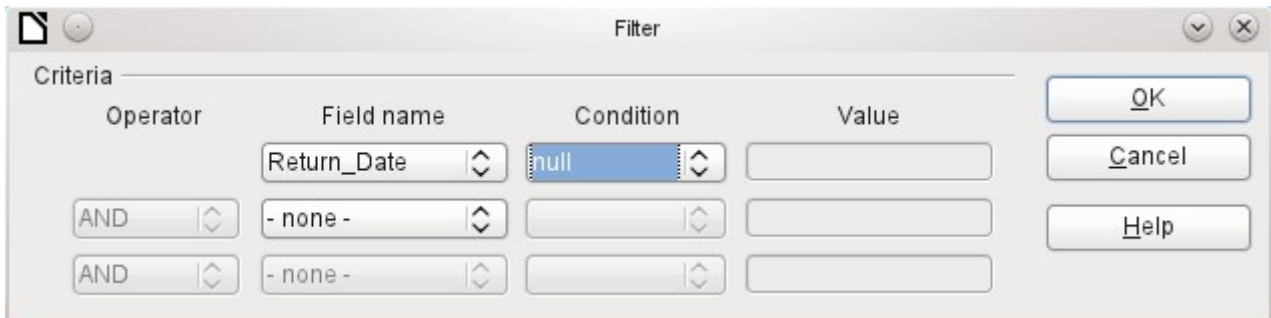 Filter
Criteria
Operator Field name Condition Value
Return_Date null
AND - none -
AND - none -
OK
Cancel
Help